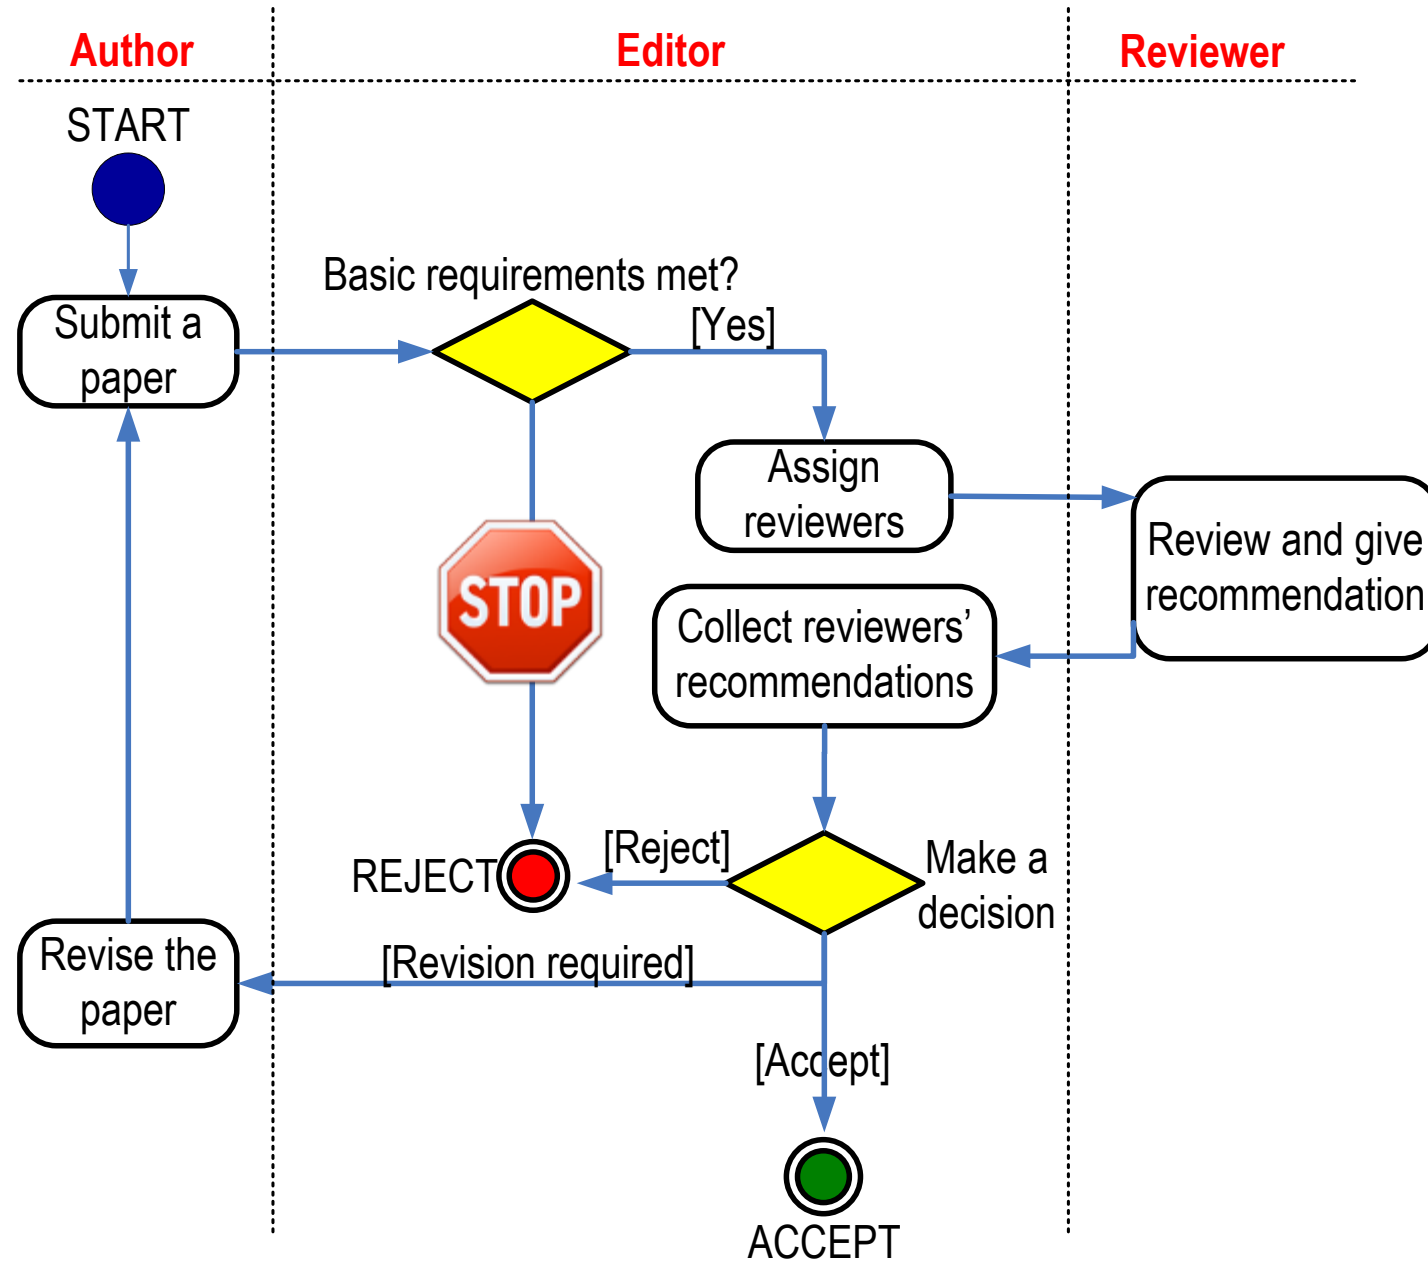 Author
Editor
Reviewer
START
Basic requirements met?
[Yes]
Submit a
paper
Assign
reviewers
Review and give
recommendation
STOP
Collect reviewers’
recommendations
[Reject]
Make a
decision
REJECT
Revise the
paper
[Revision required]
[Accept]
ACCEPT